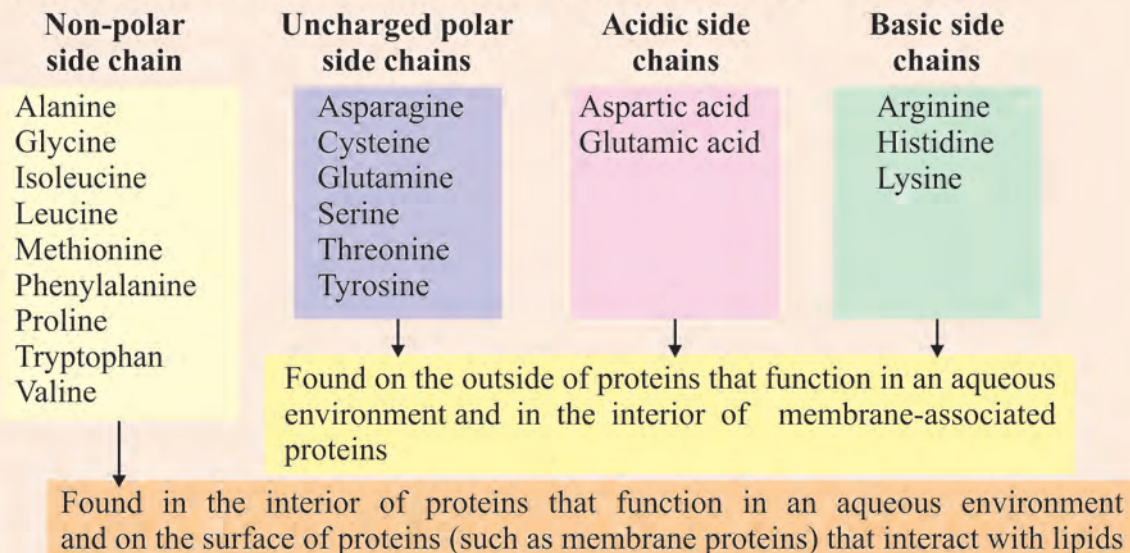 Non-polar
side chain
Alanine
Glycine
Isoleucine
Leucine
Methionine
Phenylalanine
Proline
Tryptophan
Valine
Uncharged polar
side chains
Asparagine
Cysteine
Glutamine
Serine
Threonine
Tyrosine
Acidic side
chains
Aspartic acid
Glutamic acid
Basic side
chains
Arginine
Histidine
Lysine
Found on the outside of proteins that function in an aqueous
environment and in the interior of membrane-associated
proteins
Found in the interior of proteins that function in an aqueous environment
and on the surface of proteins (such as membrane proteins) that interact with lipids